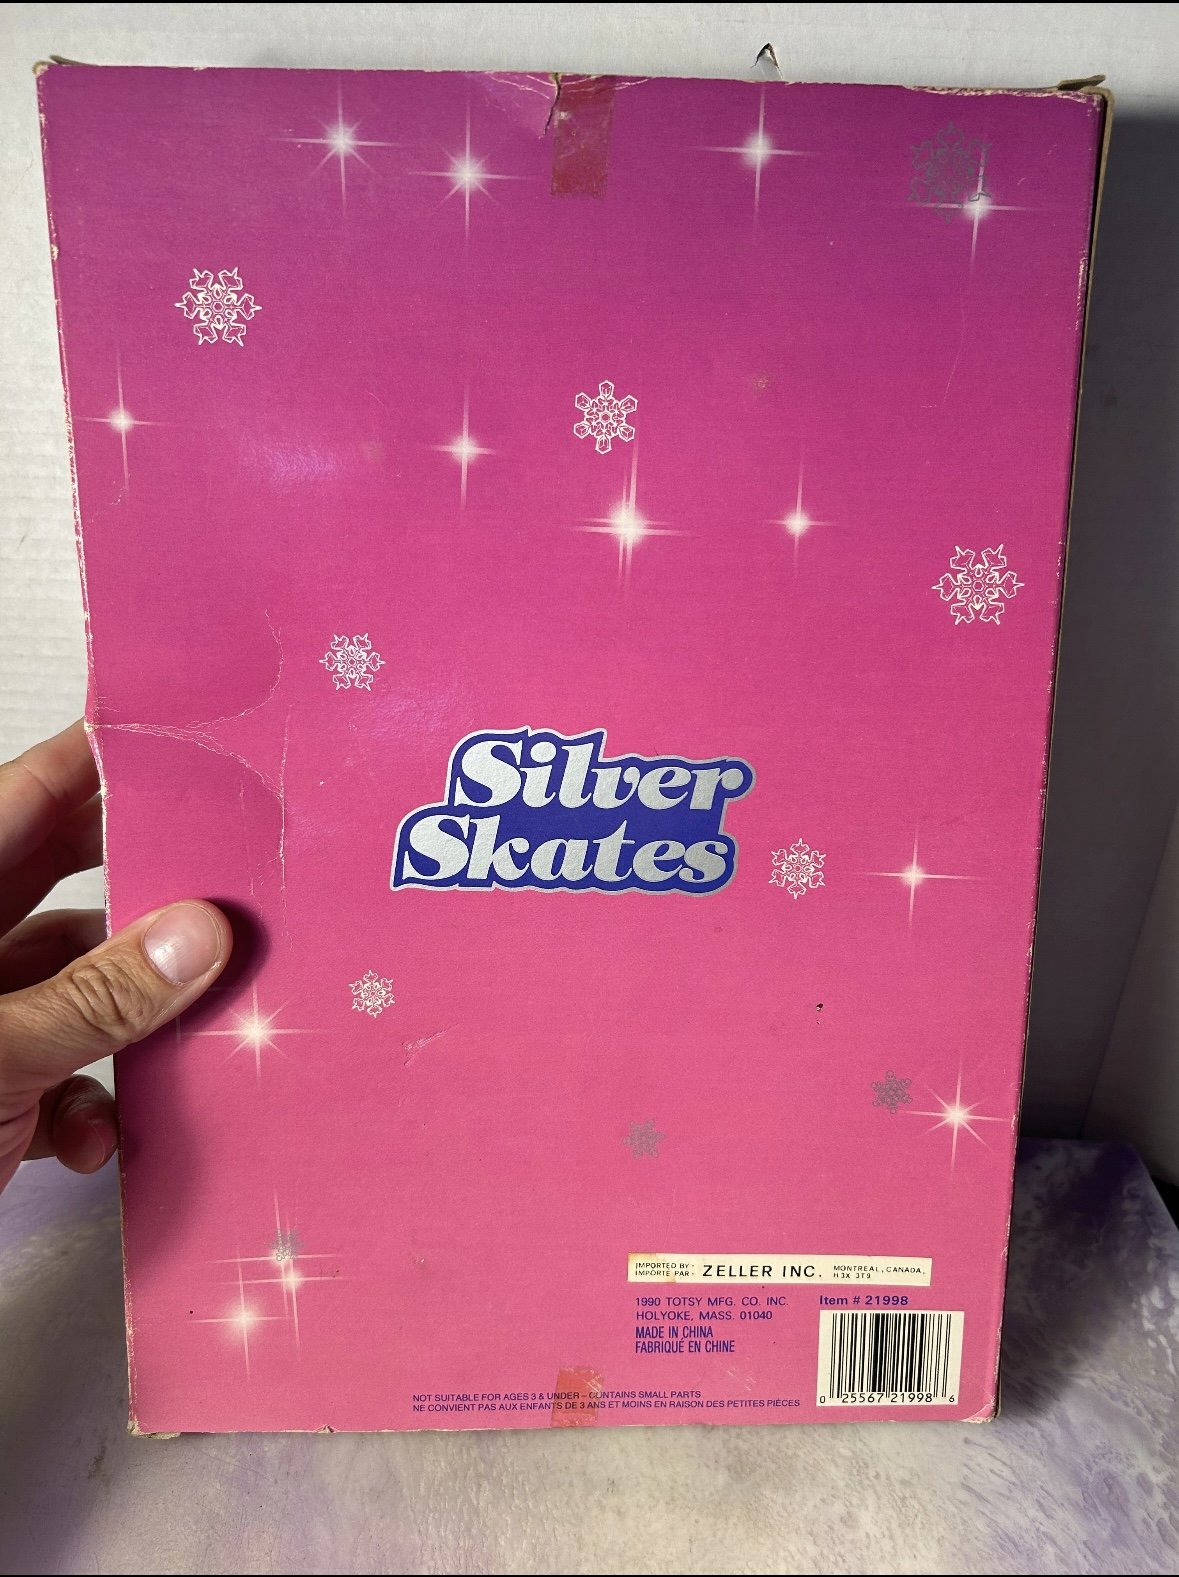 Silver
Skates
IMPORTED BY:
IMPORTÉ PAR:
ZELLER INC.
MONTREAL, CANADA,
H3X 3T9
1990 TOTSY MFG. CO. INC.
HOLYOKE, MASS. 01040
MADE IN CHINA
FABRIQUÉ EN CHINE
Item # 21998
0 25567 21998 6
NOT SUITABLE FOR AGES 3 & UNDER – CONTAINS SMALL PARTS
NE CONVIENT PAS AUX ENFANTS DE 3 ANS ET MOINS EN RAISON DES PETITES PIÈCES